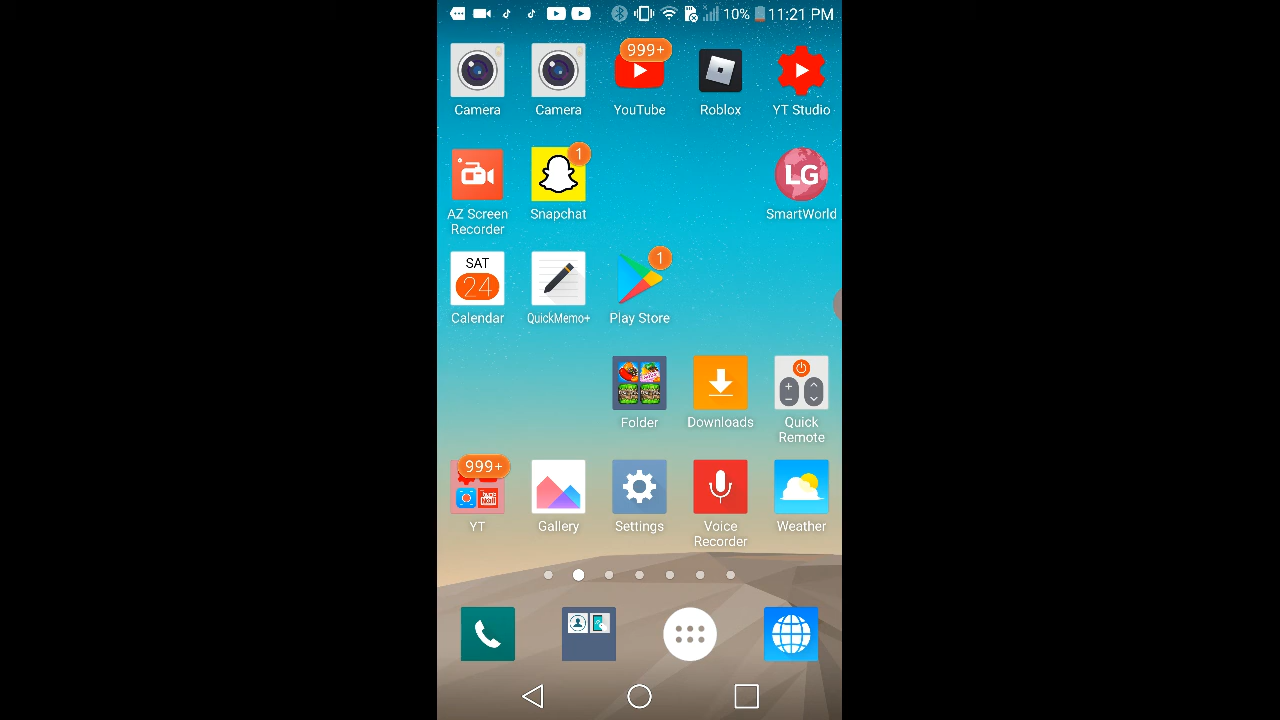 10% 11:21 PM
999+
Camera Camera YouTube Roblox YT Studio
1
LG
AZ Screen Recorder Snapchat SmartWorld
SAT
24
1
Calendar QuickMemo+ Play Store
Folder Downloads Quick Remote
999+
YT Gallery Settings Voice Recorder Weather